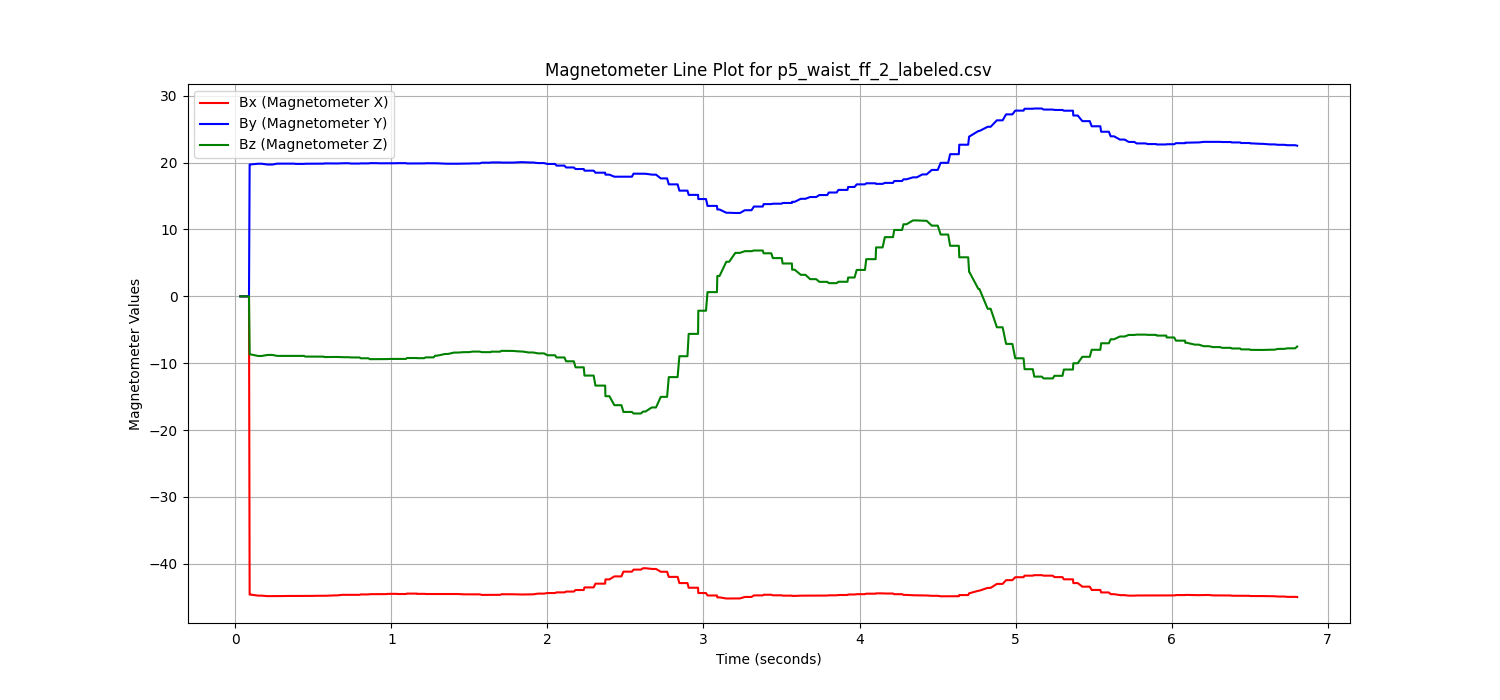 Magnetometer Line Plot for p5_waist_ff_2_labeled.csv
Bx (Magnetometer X)
By (Magnetometer Y)
Bz (Magnetometer Z)
Magnetometer Values
30
20
10
0
−10
−20
−30
−40
0 1 2 3 4 5 6 7
Time (seconds)